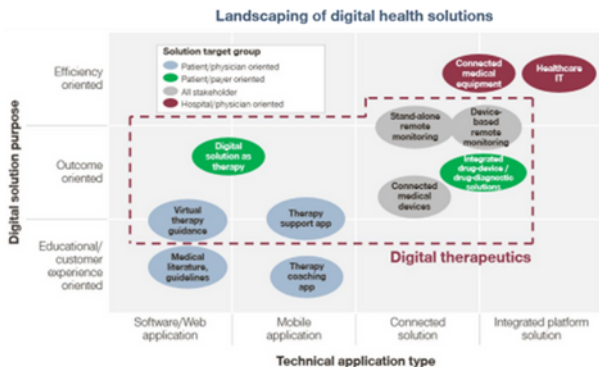 Landscaping of digital health solutions
Solution target group
Patient/physician oriented
Patient/payer oriented
All stakeholder
Hospital/physician oriented
Digital solution purpose
Efficiency
oriented
Outcome
oriented
Educational/
customer
experience
oriented
Connected
medical
equipment
Healthcare
IT
Stand-alone
remote
monitoring
Device-
based
remote
monitoring
Digital
solution as
therapy
Integrated
drug-device /
drug-diagnostic
solutions
Connected
medical
devices
Virtual
therapy
guidance
Therapy
support app
Digital therapeutics
Medical
literature,
guidelines
Therapy
coaching
app
Software/Web
application
Mobile
application
Connected
solution
Integrated platform
solution
Technical application type